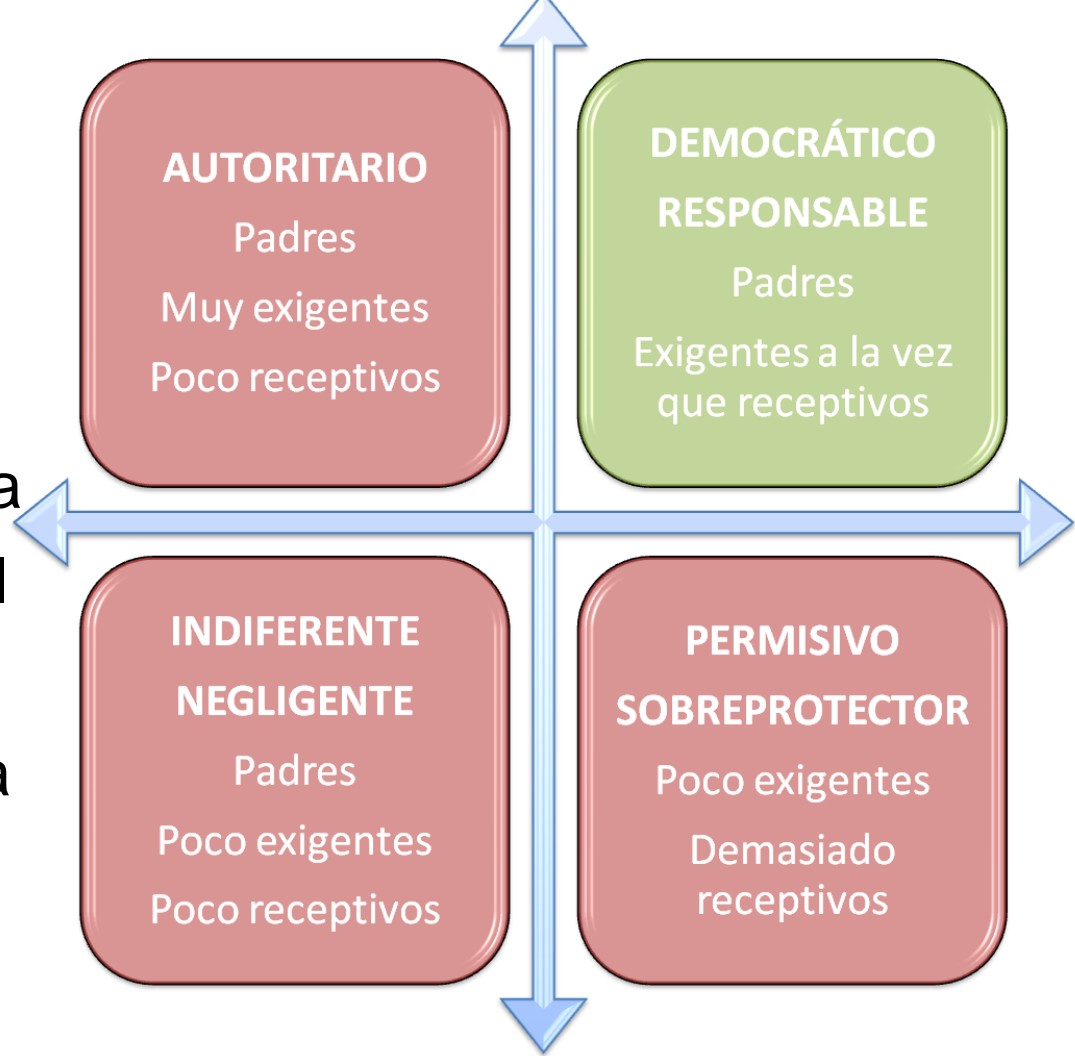 AUTORITARIO
Padres
Muy exigentes
Poco receptivos
DEMOCRÁTICO
RESPONSABLE
Padres
Exigentes a la vez
que receptivos
a
l
a
INDIFERENTE
NEGLIGENTE
Padres
Poco exigentes
Poco receptivos
PERMISIVO
SOBREPROTECTOR
Poco exigentes
Demasiado
receptivos